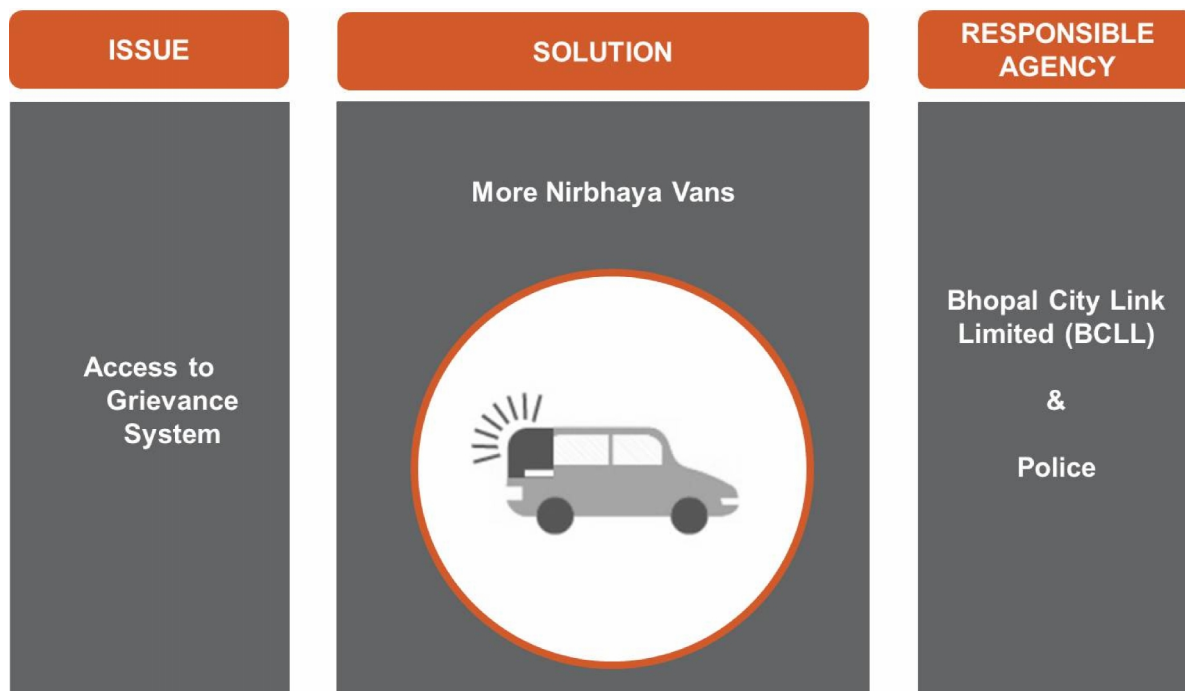 ISSUE
SOLUTION
RESPONSIBLE
AGENCY
Access to
Grievance
System
More Nirbhaya Vans
Bhopal City Link
Limited (BCLL)
&
Police